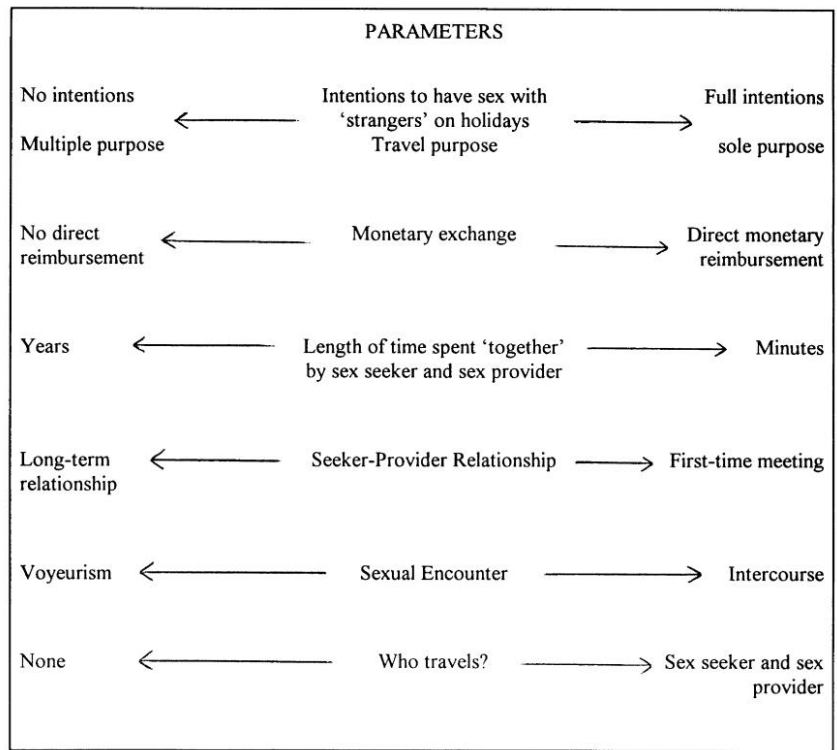 PARAMETERS
No intentions
Intentions to have sex with
Full intentions
‘strangers’ on holidays
Multiple purpose
Travel purpose
sole purpose
No direct
Monetary exchange
Direct monetary
reimbursement
reimbursement
Years
Length of time spent ‘together’
Minutes
by sex seeker and sex provider
Long-term
Seeker-Provider Relationship
First-time meeting
relationship
Voyeurism
Sexual Encounter
Intercourse
None
Who travels?
Sex seeker and sex
provider